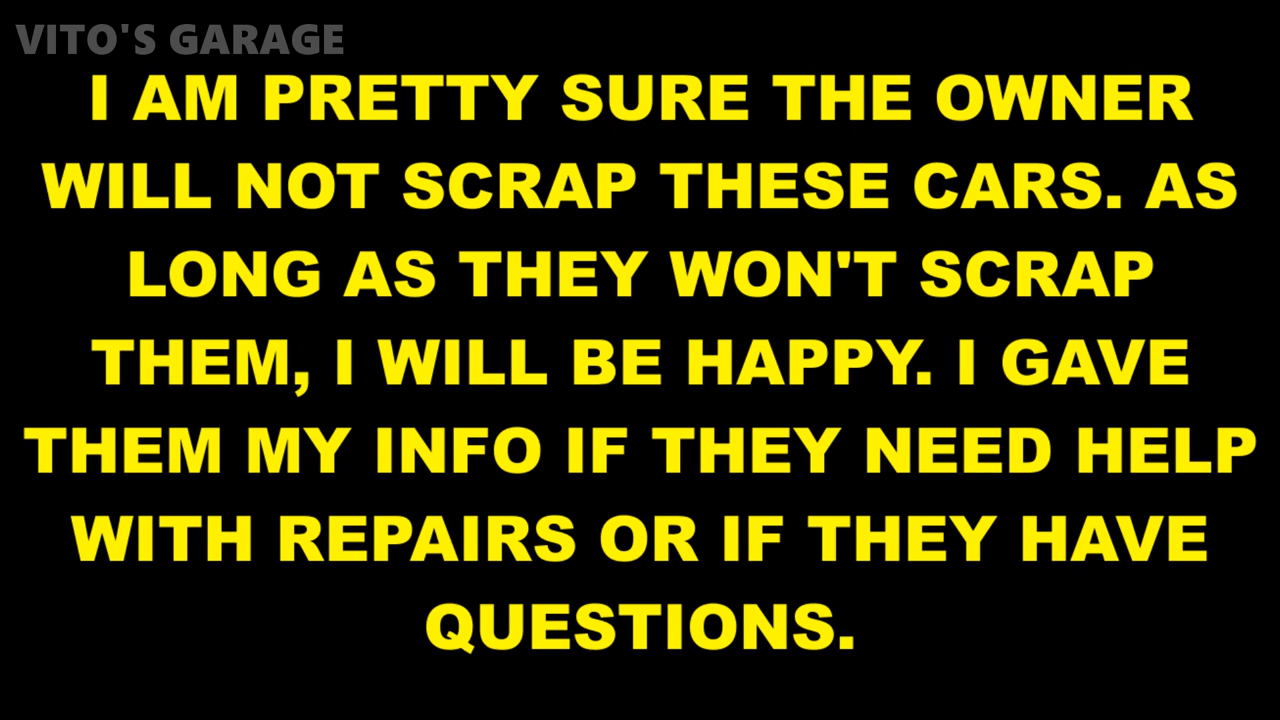 VITO'S GARAGE
I AM PRETTY SURE THE OWNER
WILL NOT SCRAP THESE CARS. AS
LONG AS THEY WON'T SCRAP
THEM, I WILL BE HAPPY. I GAVE
THEM MY INFO IF THEY NEED HELP
WITH REPAIRS OR IF THEY HAVE
QUESTIONS.